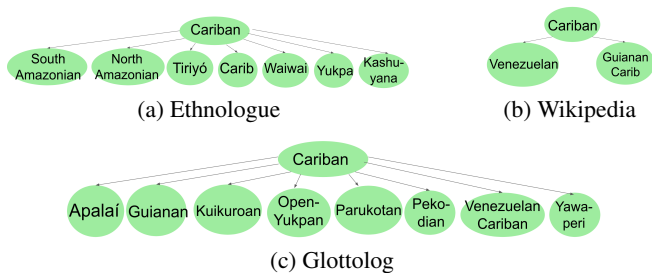 Cariban
South
Amazonian
North
Amazonian
Tiriyó
Carib
Waiwai
Yukpa
Kashu-
yana
(a) Ethnologue
Cariban
Venezuelan
Guianan
Carib
(b) Wikipedia
Cariban
Apalaí
Guianan
Kuikuroan
Open-
Yukpan
Parukotan
Peko-
dian
Venezuelan
Cariban
Yawa-
peri
(c) Glottolog